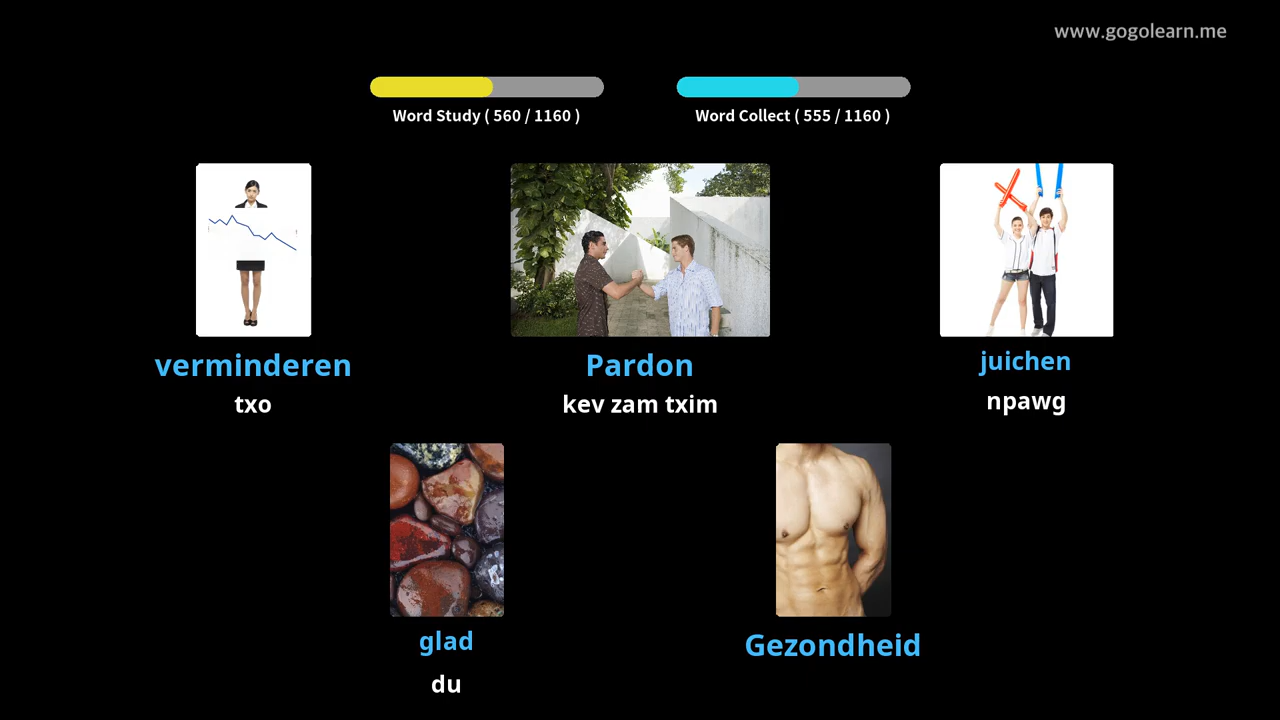 www.gogolearn.me
Word Study ( 560 / 1160 )
Word Collect ( 555 / 1160 )
verminderen
txo
Pardon
kev zam txim
juichen
npawg
glad
du
Gezondheid